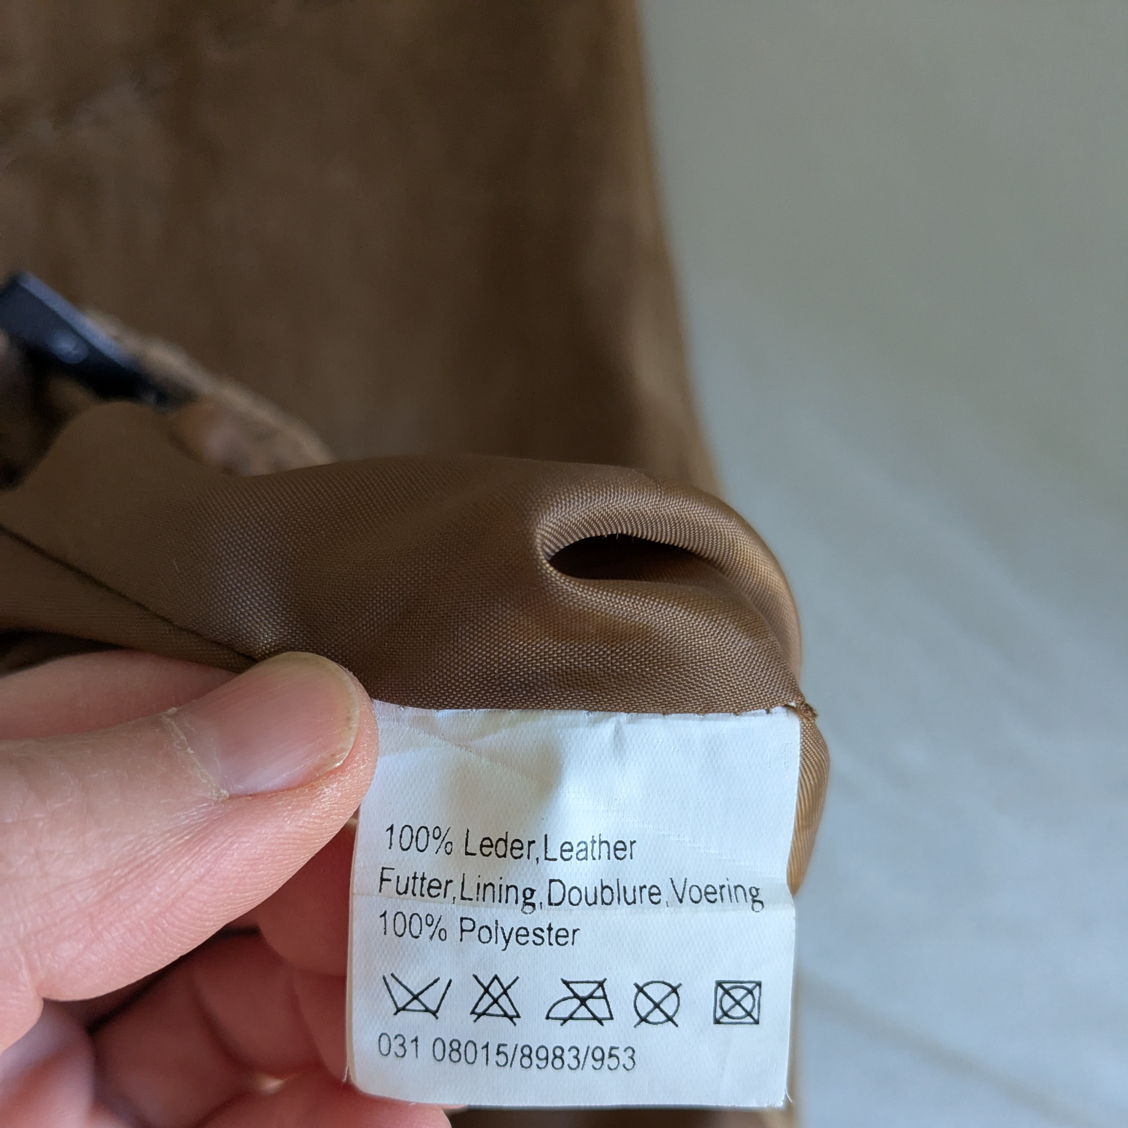 100% Leder,Leather
Futter,Lining,Doublure,Voering
100% Polyester
031 08015/8983/953